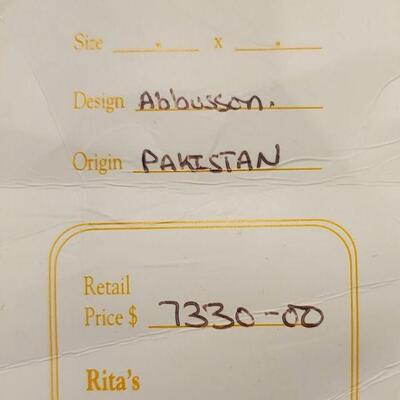 Size . x .
Design Abbusson.
Origin PAKISTAN
Retail
Price $ 7330-00
Rita's